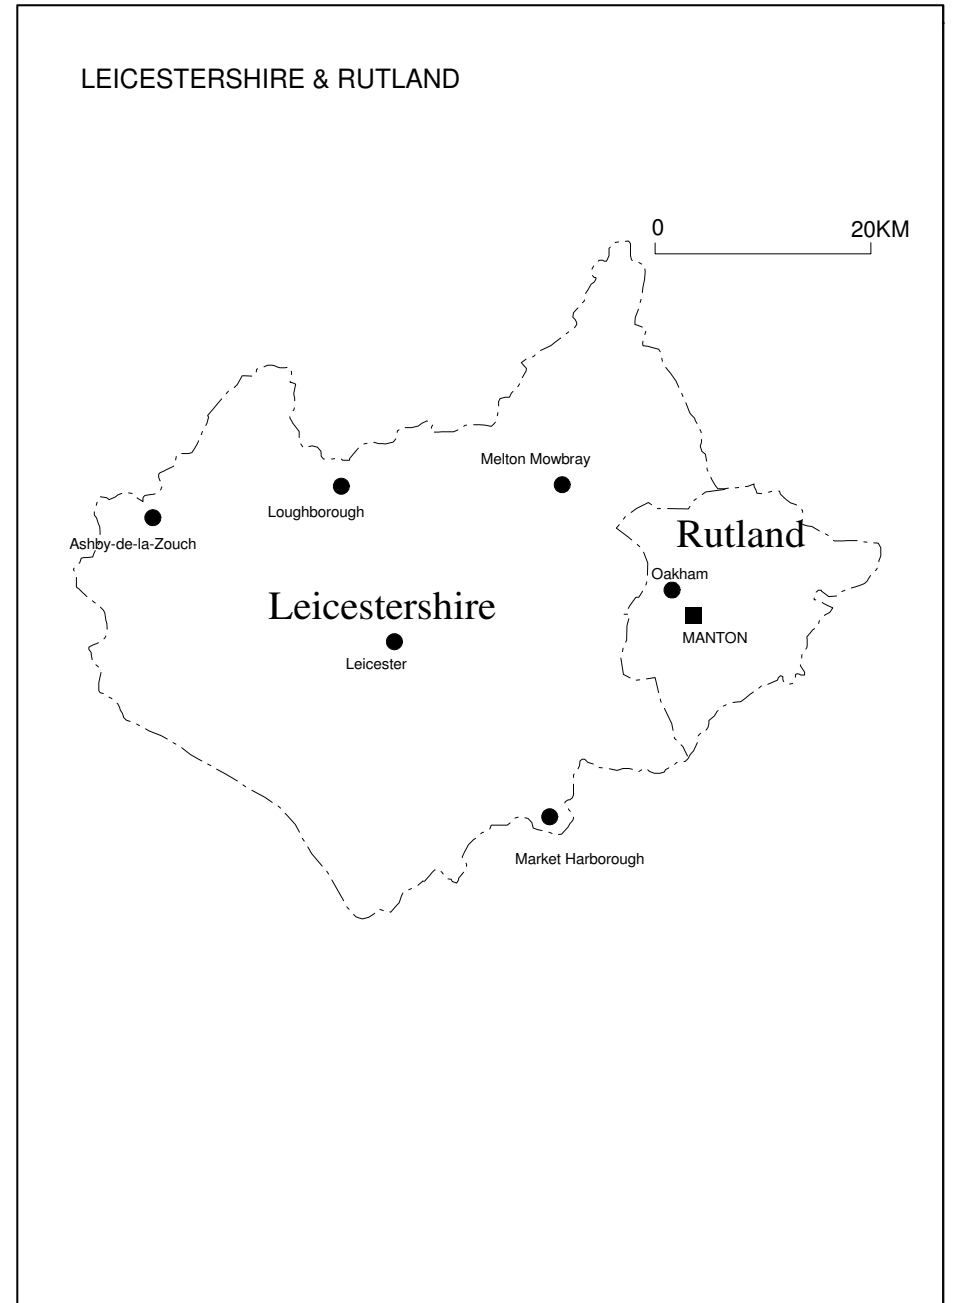 LEICESTERSHIRE & RUTLAND
0 20KM
Melton Mowbray
Loughborough
Rutland
Ashby-de-la-Zouch
Oakham
Leicestershire
MANTON
Leicester
Market Harborough